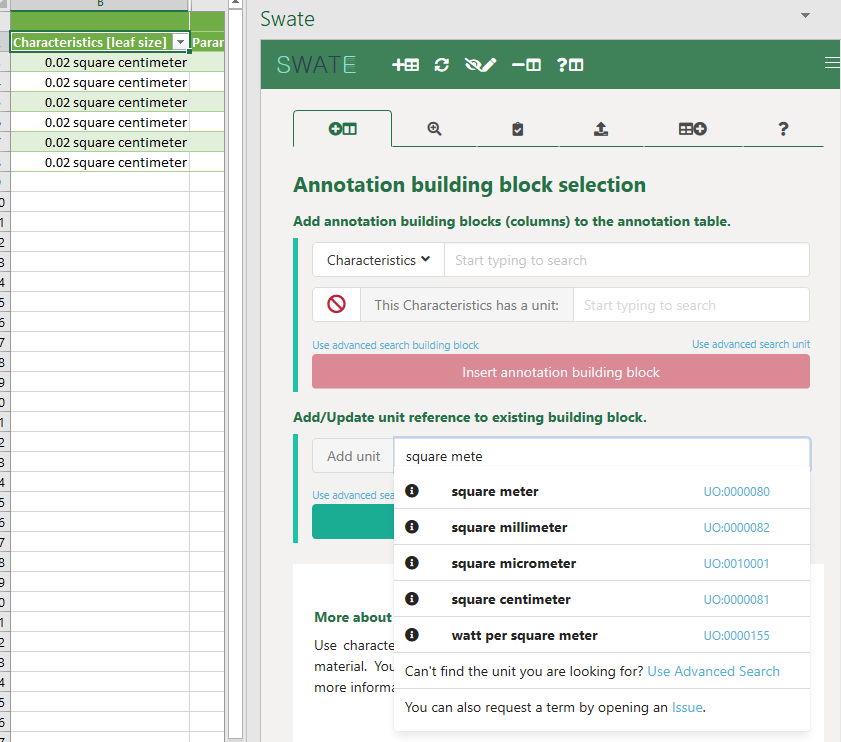 B
Swate
SWATE
Characteristics [leaf size] Parar
0.02 square centimeter
0.02 square centimeter
0.02 square centimeter
0.02 square centimeter
0.02 square centimeter
0.02 square centimeter
?
?
Annotation building block selection
Add annotation building blocks (columns) to the annotation table.
Characteristics Start typing to search
This Characteristics has a unit: Start typing to search
Use advanced search building block Use advanced search unit
Insert annotation building block
Add/Update unit reference to existing building block.
Add unit square mete
Use advanced sea
square meter UO:0000080
square millimeter UO:0000082
square micrometer UO:0010001
square centimeter UO:0000081
watt per square meter UO:0000155
Can't find the unit you are looking for? Use Advanced Search
You can also request a term by opening an Issue.
More about
Use characte
material. You
more informa